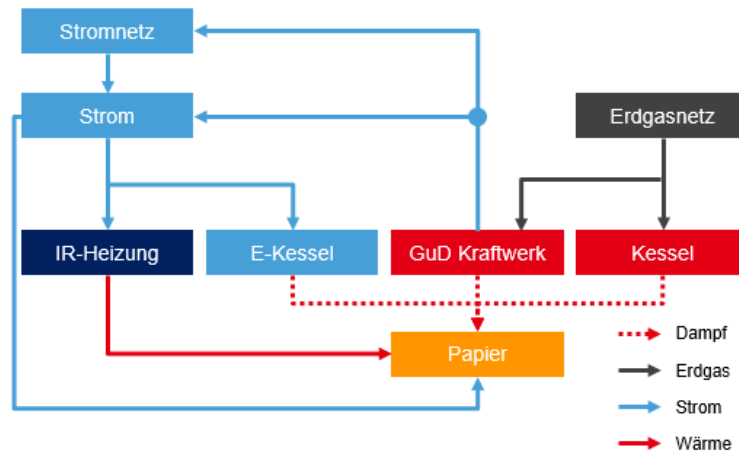 Stromnetz
Strom
Erdgasnetz
IR-Heizung
E-Kessel
GuD Kraftwerk
Kessel
Papier
Dampf
Erdgas
Strom
Wärme